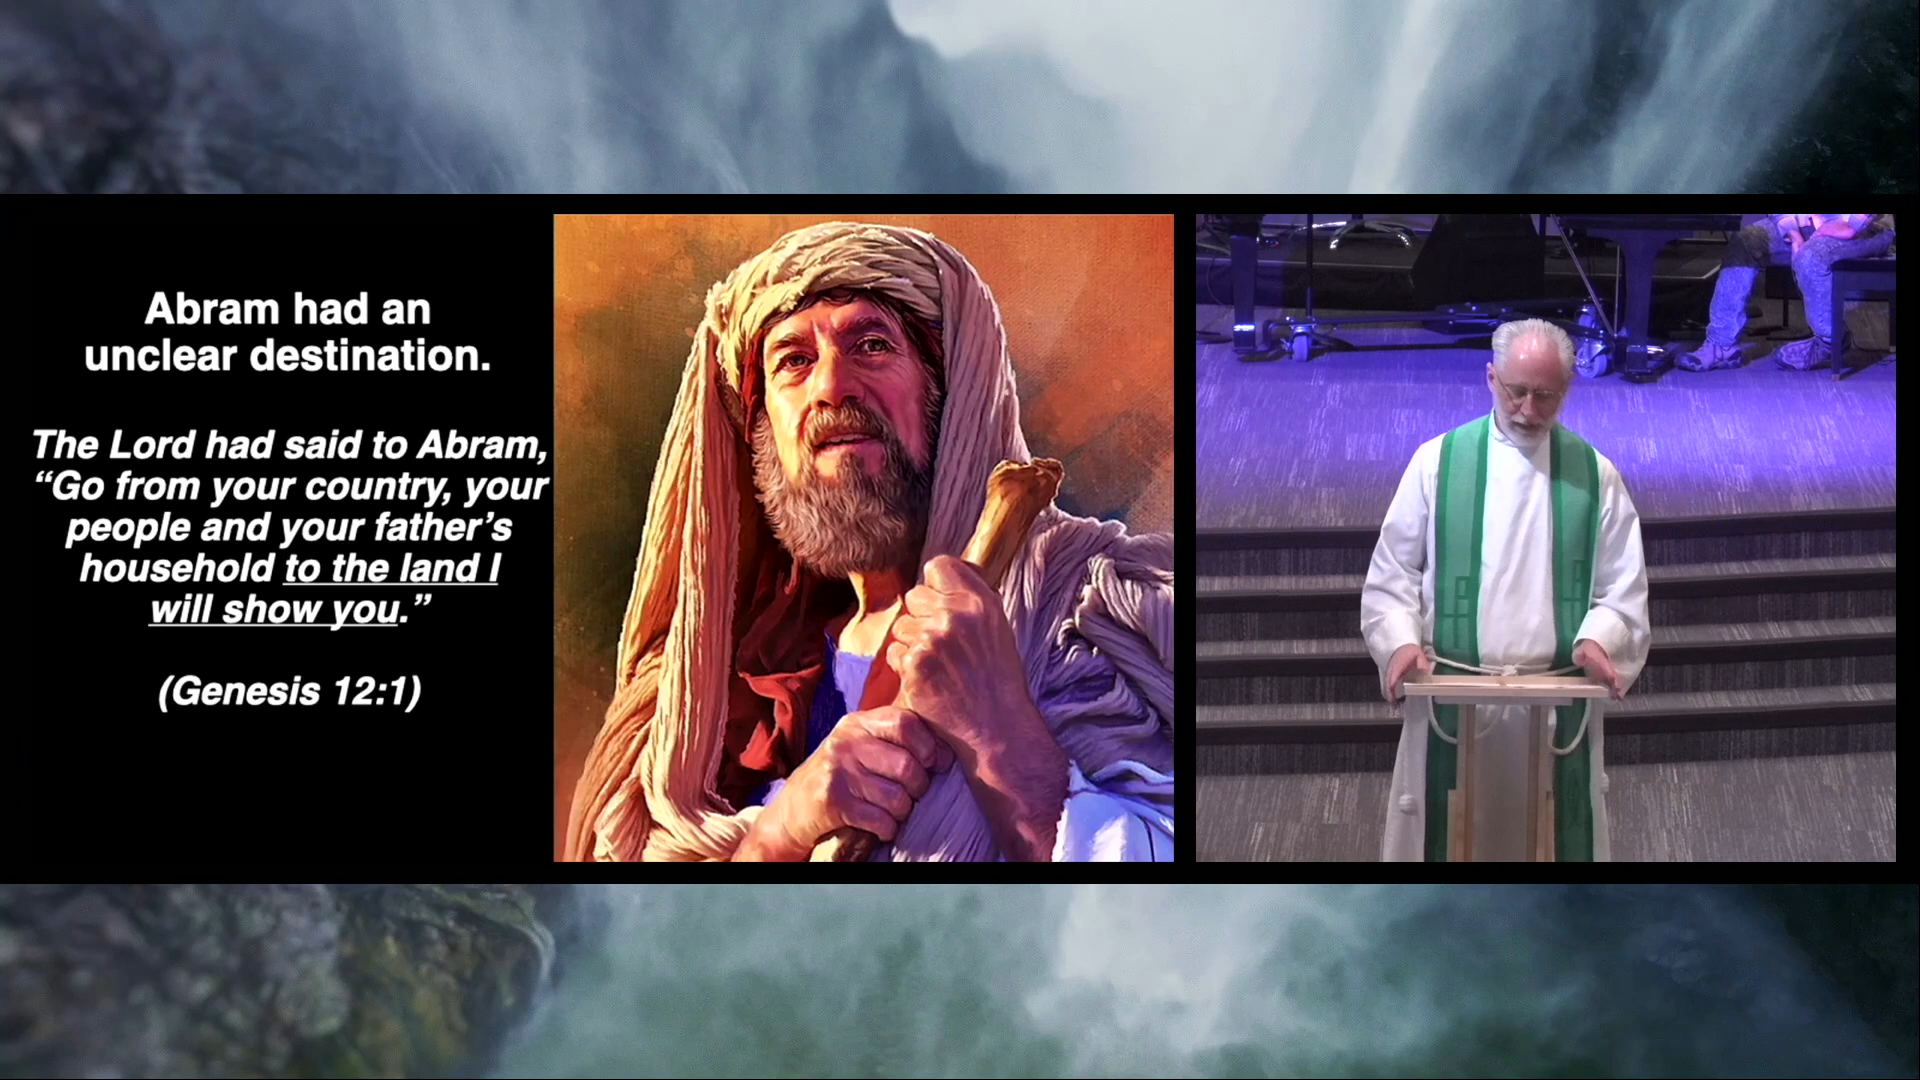 Abram had an
unclear destination.
The Lord had said to Abram,
“Go from your country, your
people and your father’s
household to the land I
will show you.”
(Genesis 12:1)